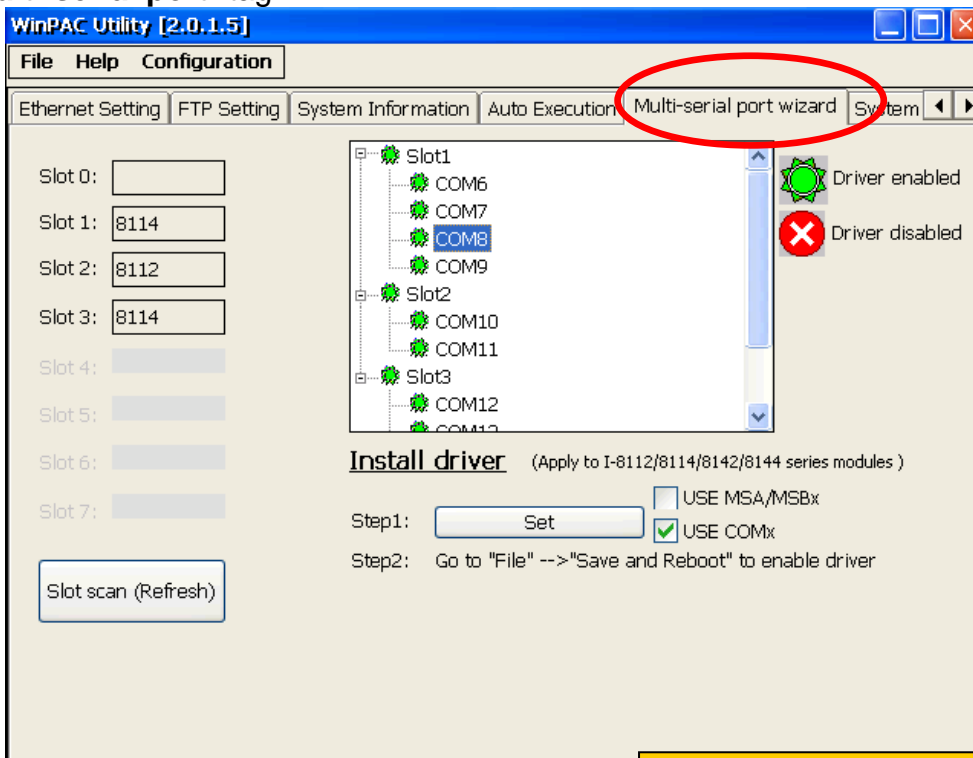 WinPAC Utility [2.0.1.5]
File Help Configuration
Ethernet Setting FTP Setting System Information Auto Execution Multi-serial port wizard System
Slot 0:
Slot 1: 8114
Slot 2: 8112
Slot 3: 8114
Slot 4:
Slot 5:
Slot 6:
Slot 7:
Slot scan (Refresh)
Slot1
COM6
COM7
COM8
COM9
Slot2
COM10
COM11
Slot3
COM12
Driver enabled
Driver disabled
Install driver (Apply to I-8112/8114/8142/8144 series modules )
USE MSA/MSBx
Step1: Set
USE COMx
Step2: Go to "File" -->"Save and Reboot" to enable driver